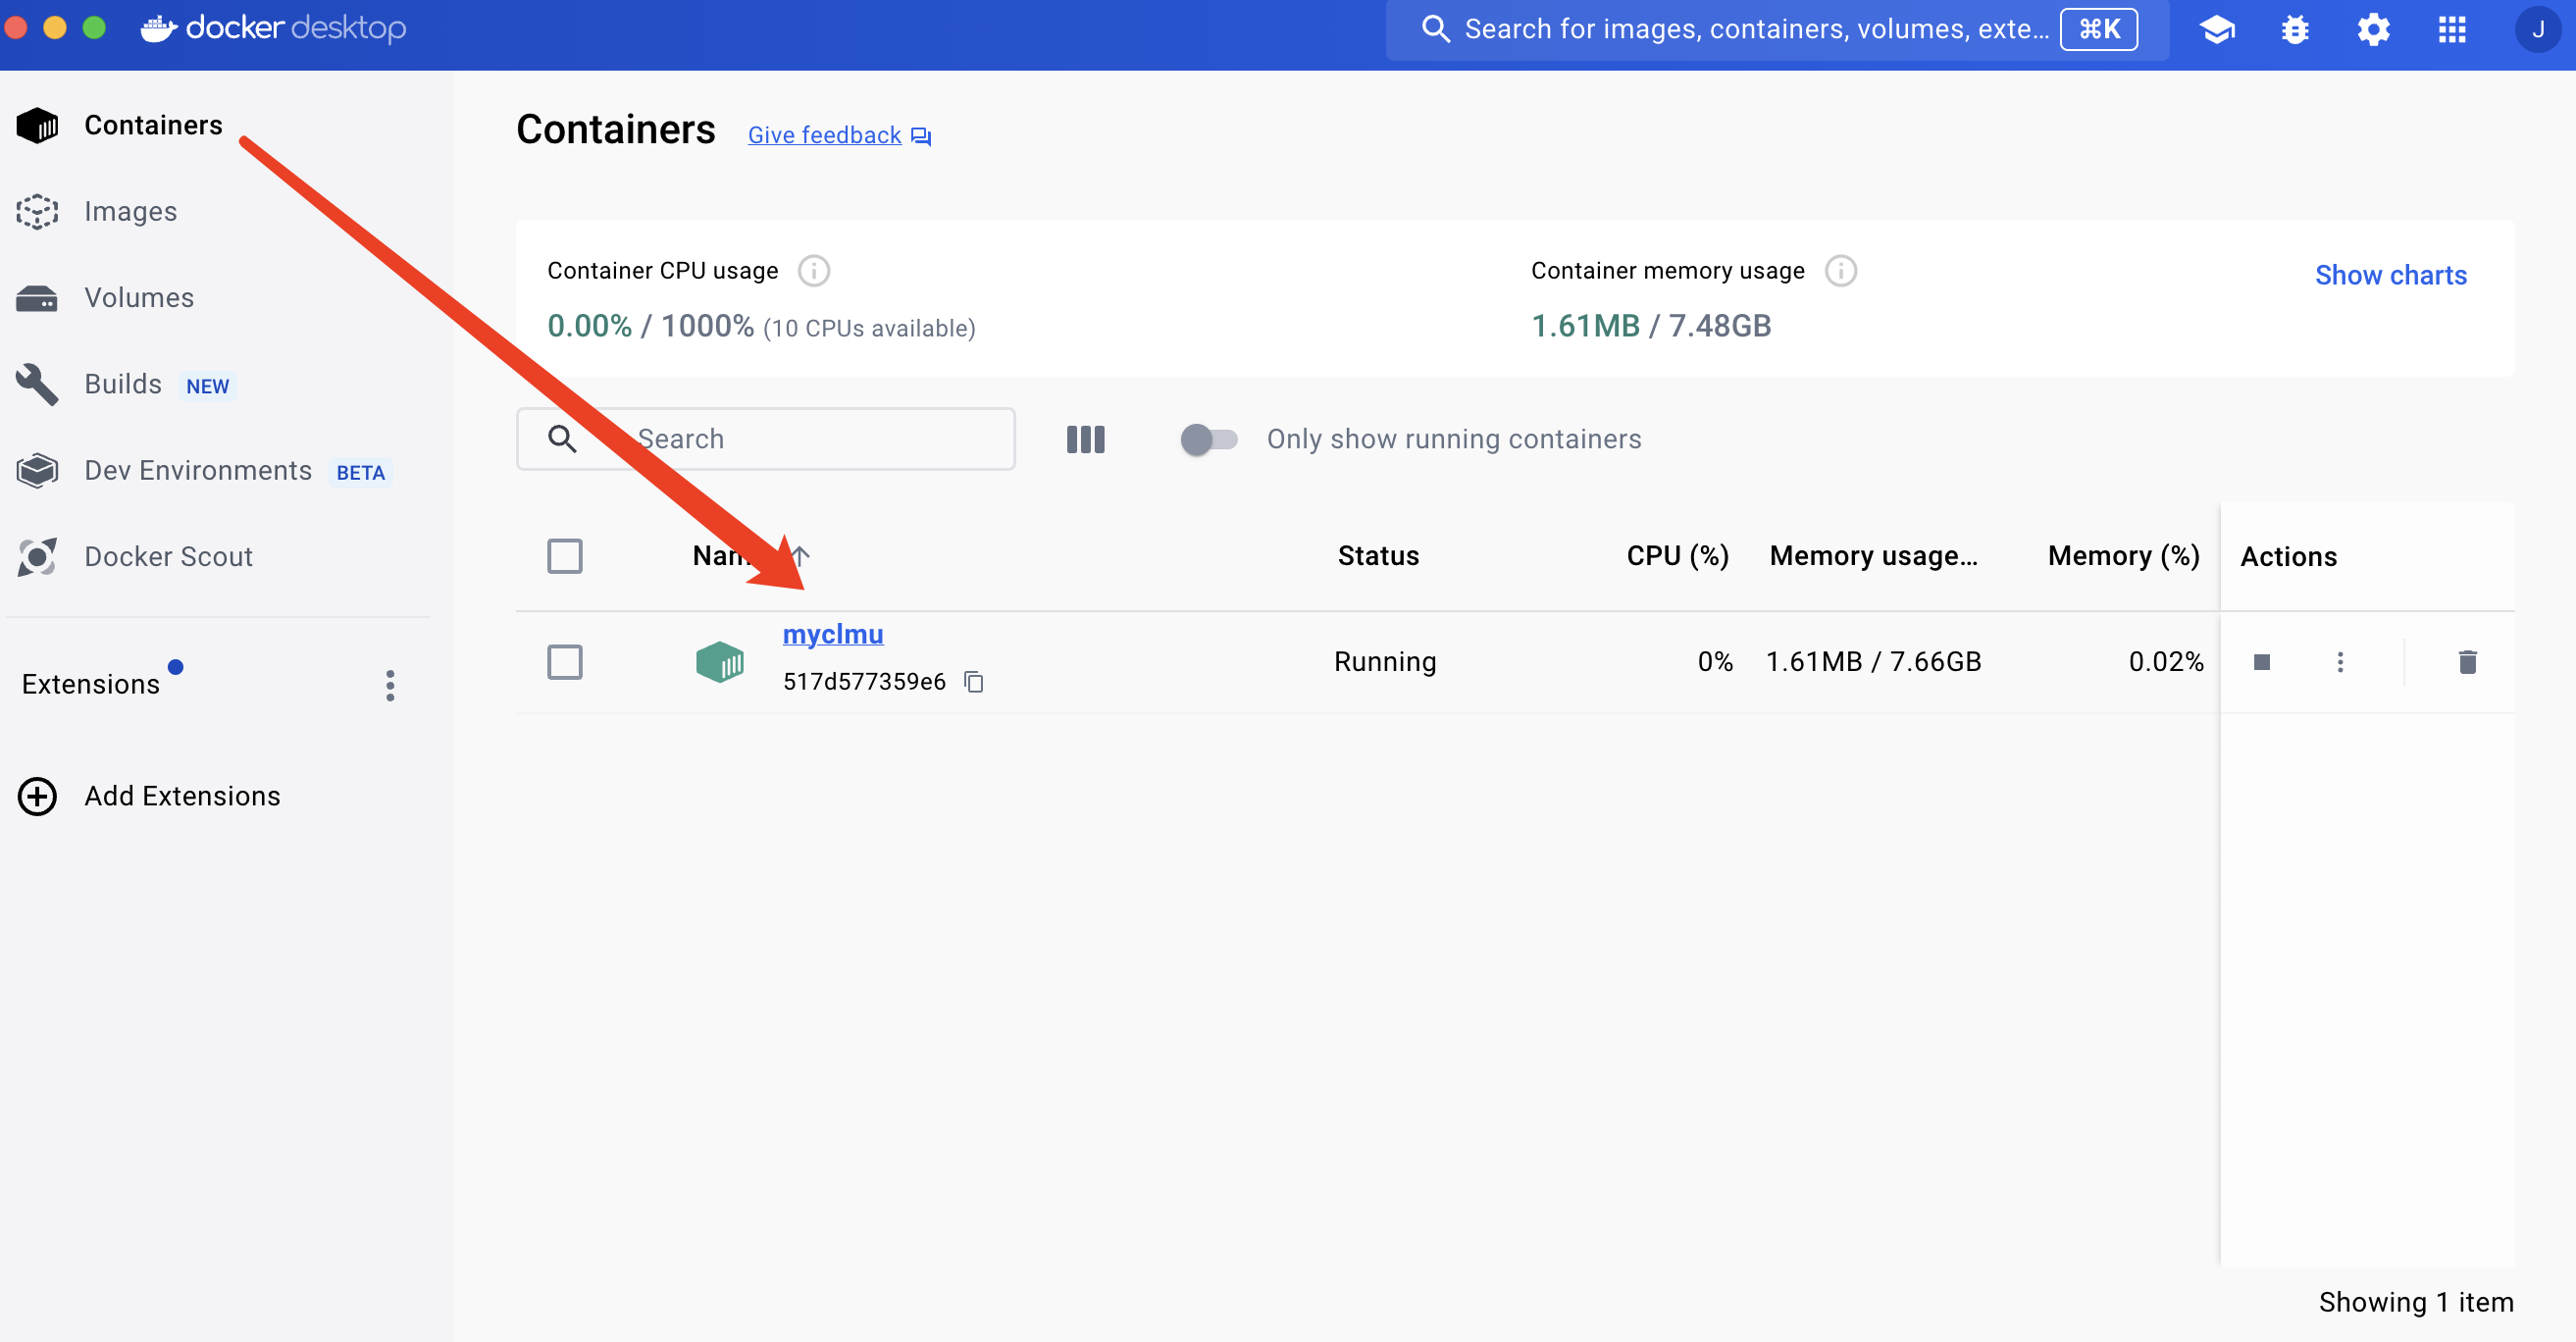 docker desktop
Search for images, containers, volumes, exte... ⌘K
J
Containers
Images
Volumes
Builds NEW
Dev Environments BETA
Docker Scout
Extensions
Add Extensions
Containers Give feedback
Container CPU usage
0.00% / 1000% (10 CPUs available)
Container memory usage
1.61MB / 7.48GB
Show charts
Search
Only show running containers
Status CPU (%) Memory usage... Memory (%) Actions
myclmu
517d577359e6
Running 0% 1.61MB / 7.66GB 0.02%
Showing 1 item